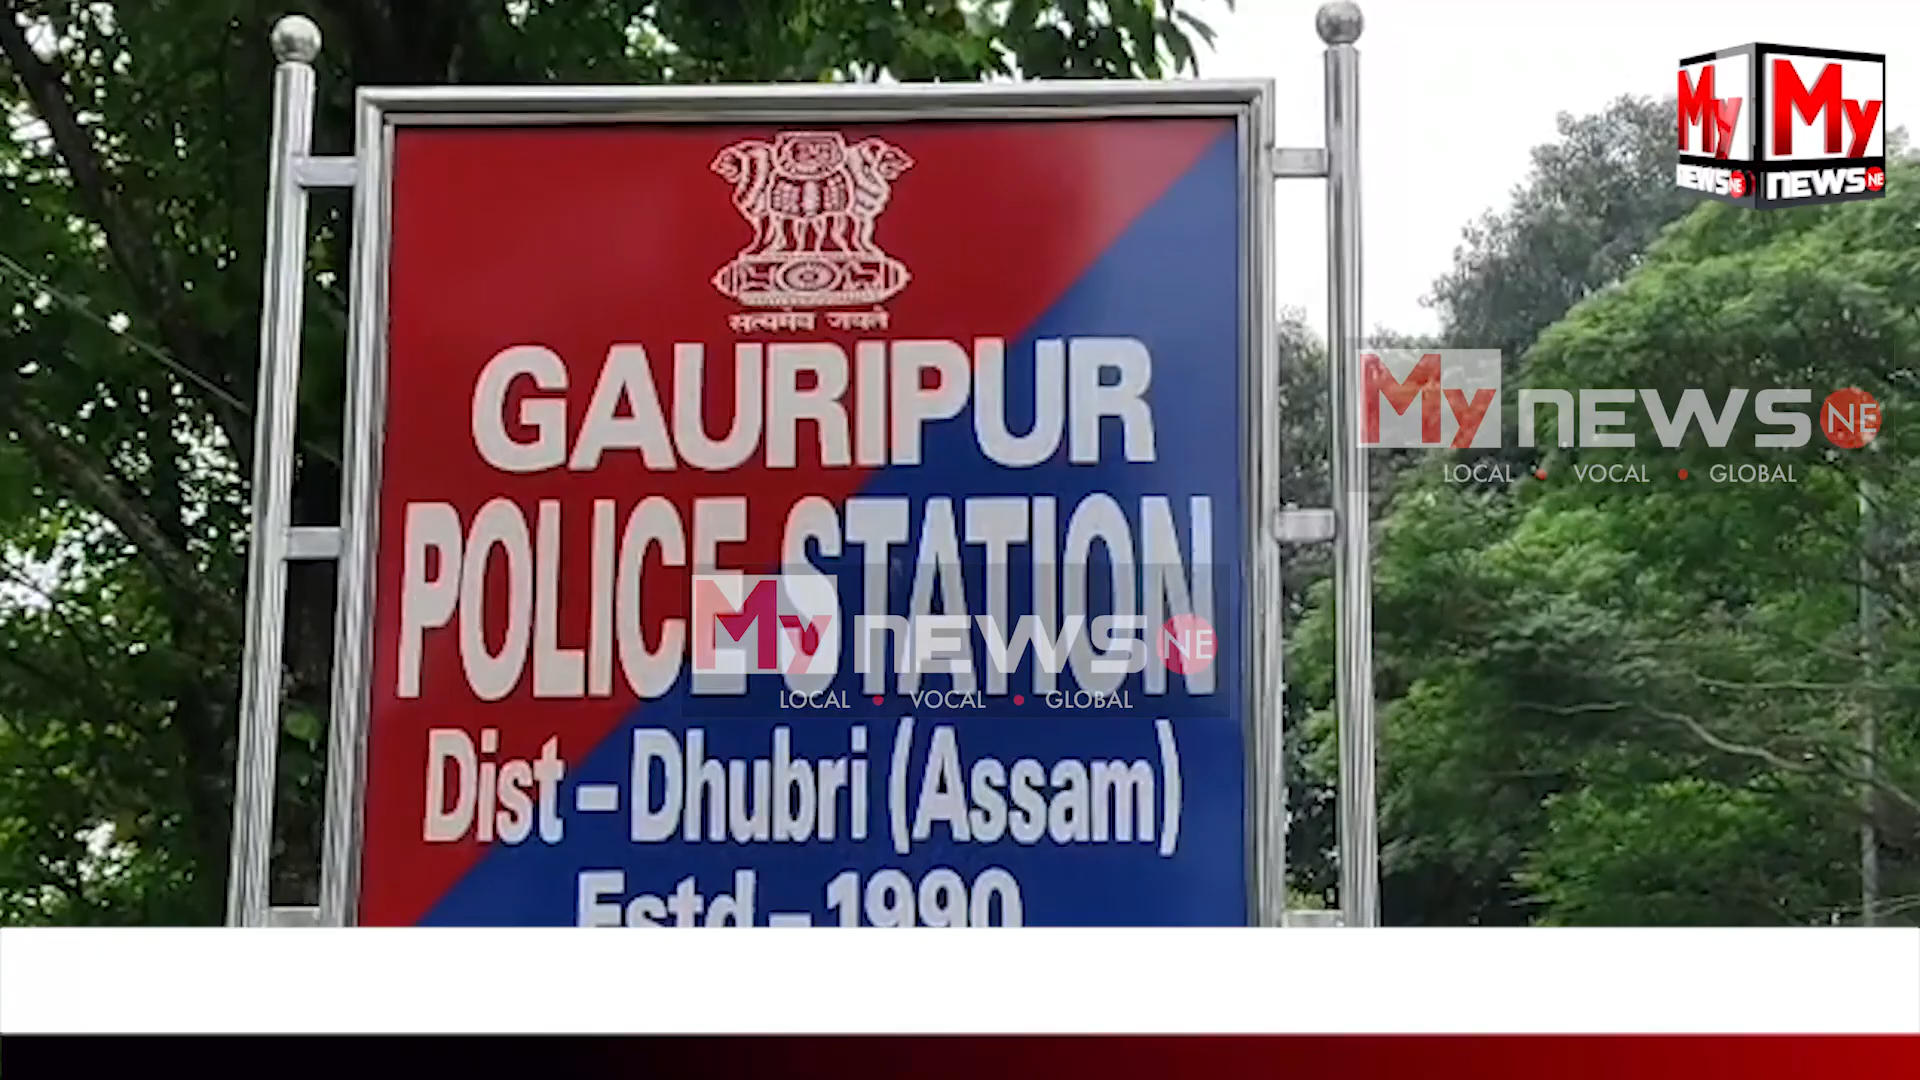 My My
NEWS NE NEWS NE
सत्यमेव जयते
GAURIPUR
My NEWS NE
LOCAL • VOCAL • GLOBAL
POLICE STATION
My NEWS NE
LOCAL • VOCAL • GLOBAL
Dist - Dhubri (Assam)
Estd - 1990